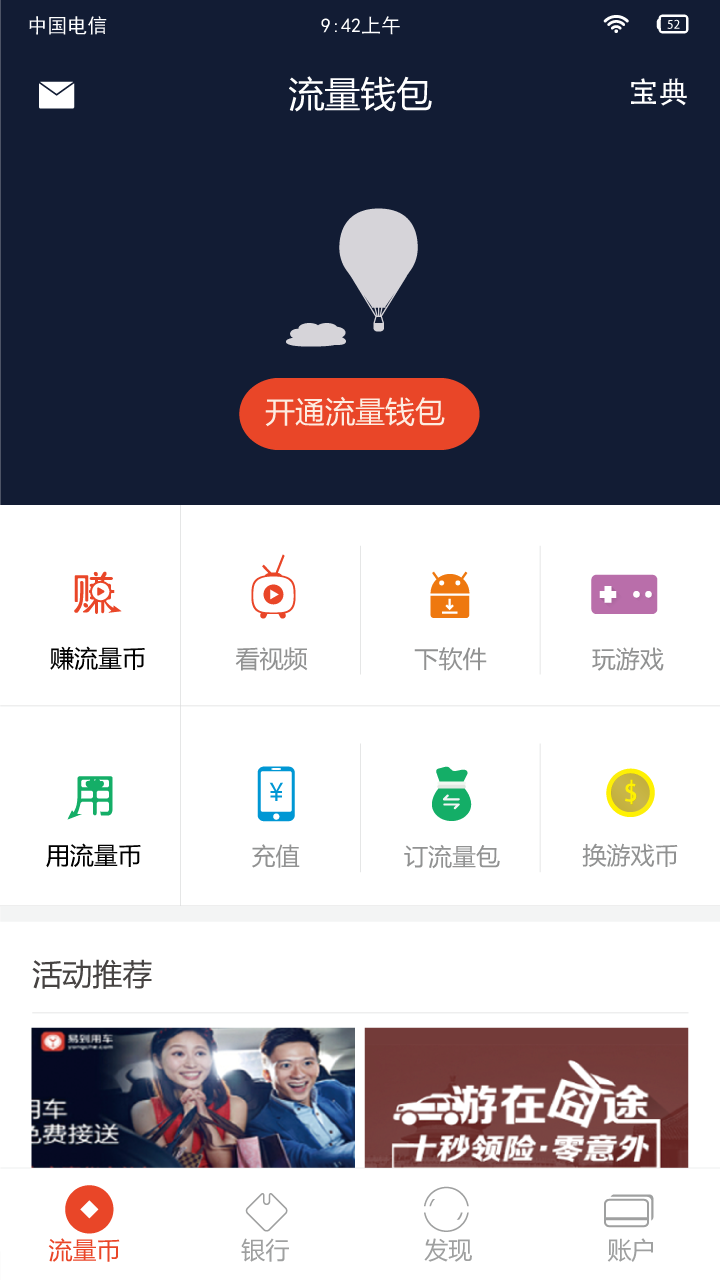 中国电信
9:42上午
52
流量钱包
宝典
开通流量钱包
赚
赚流量币
看视频
下软件
玩游戏
用
用流量币
¥
充值
订流量包
$
换游戏币
活动推荐
易到用车
yongche.com
用车
免费接送
游在囧途
十秒领险·零意外
流量币
银行
发现
账户